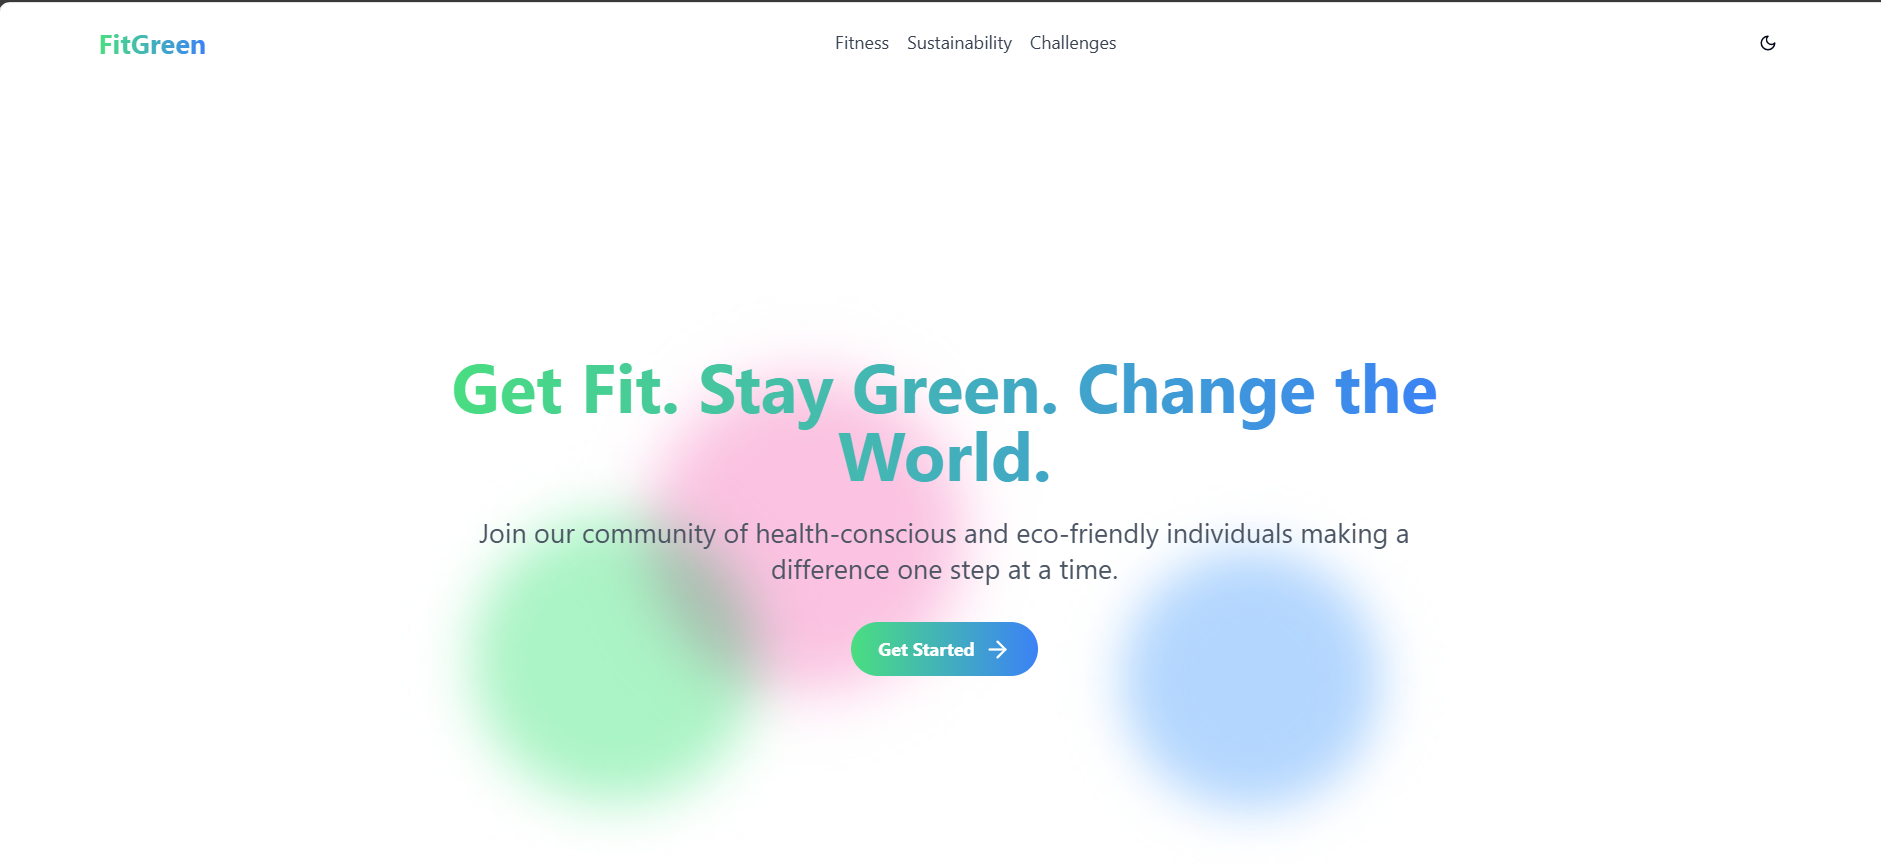 FitGreen
Fitness Sustainability Challenges
Get Fit. Stay Green. Change the
World.
Join our community of health-conscious and eco-friendly individuals making a
difference one step at a time.
Get Started